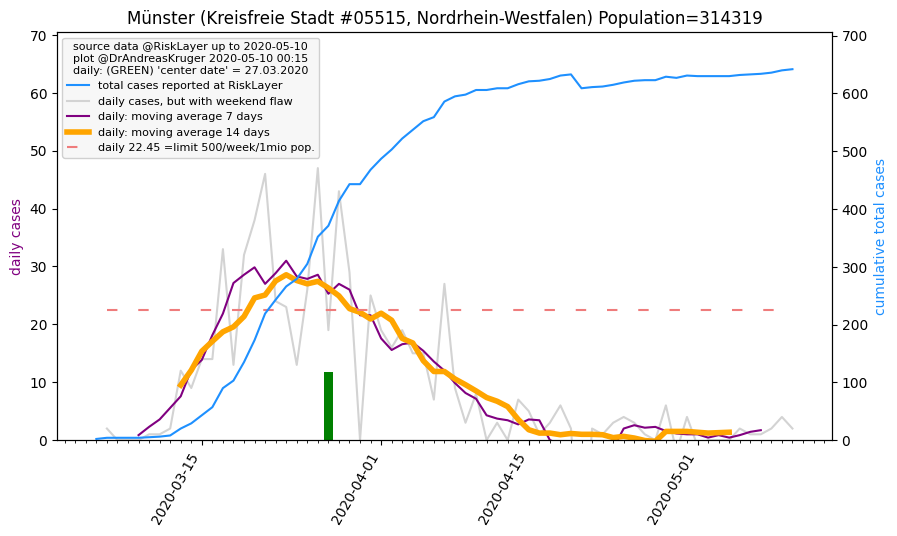 Münster (Kreisfreie Stadt #05515, Nordrhein-Westfalen) Population=314319
source data @RiskLayer up to 2020-05-10
plot @DrAndreasKruger 2020-05-10 00:15
daily: (GREEN) 'center date' = 27.03.2020
total cases reported at RiskLayer
daily cases, but with weekend flaw
daily: moving average 7 days
daily: moving average 14 days
daily 22.45 =limit 500/week/1mio pop.
daily cases
70
60
50
40
30
20
10
0
700
600
500
400
300
200
100
0
cumulative total cases
2020-03-15
2020-04-01
2020-04-15
2020-05-01